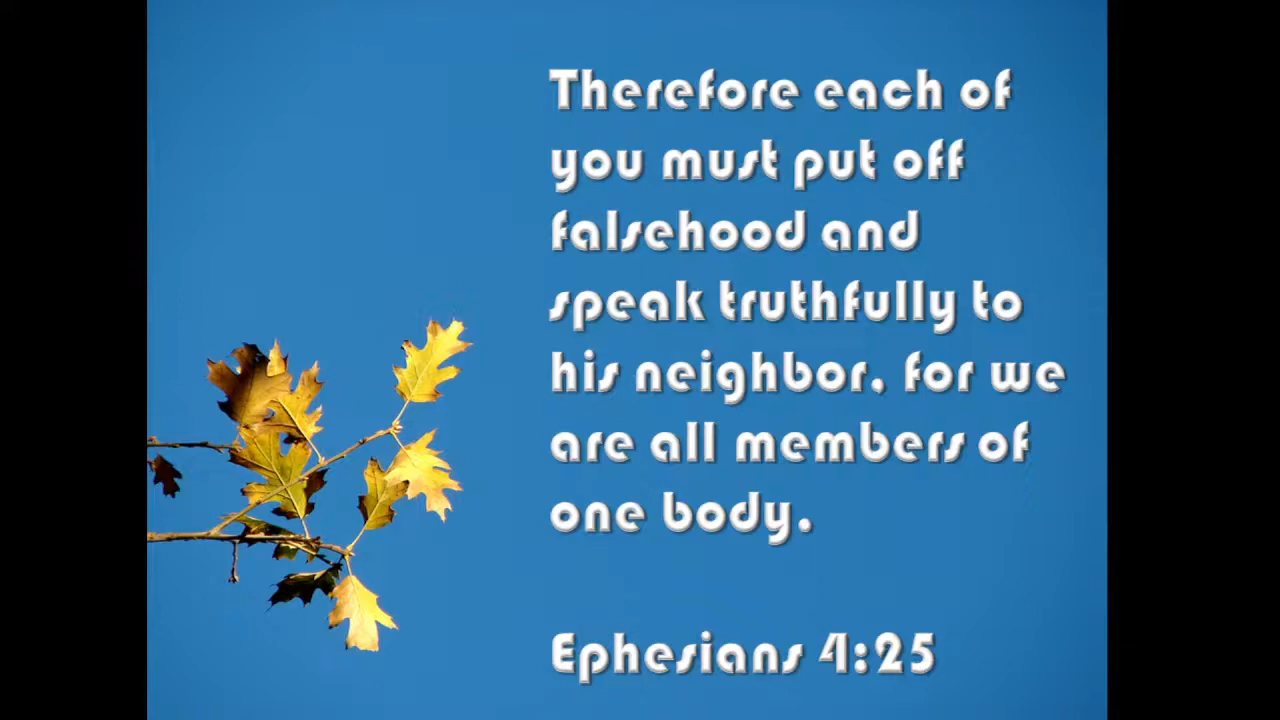 Therefore each of
you must put off
falsehood and
speak truthfully to
his neighbor, for we
are all members of
one body.
Ephesians 4:25